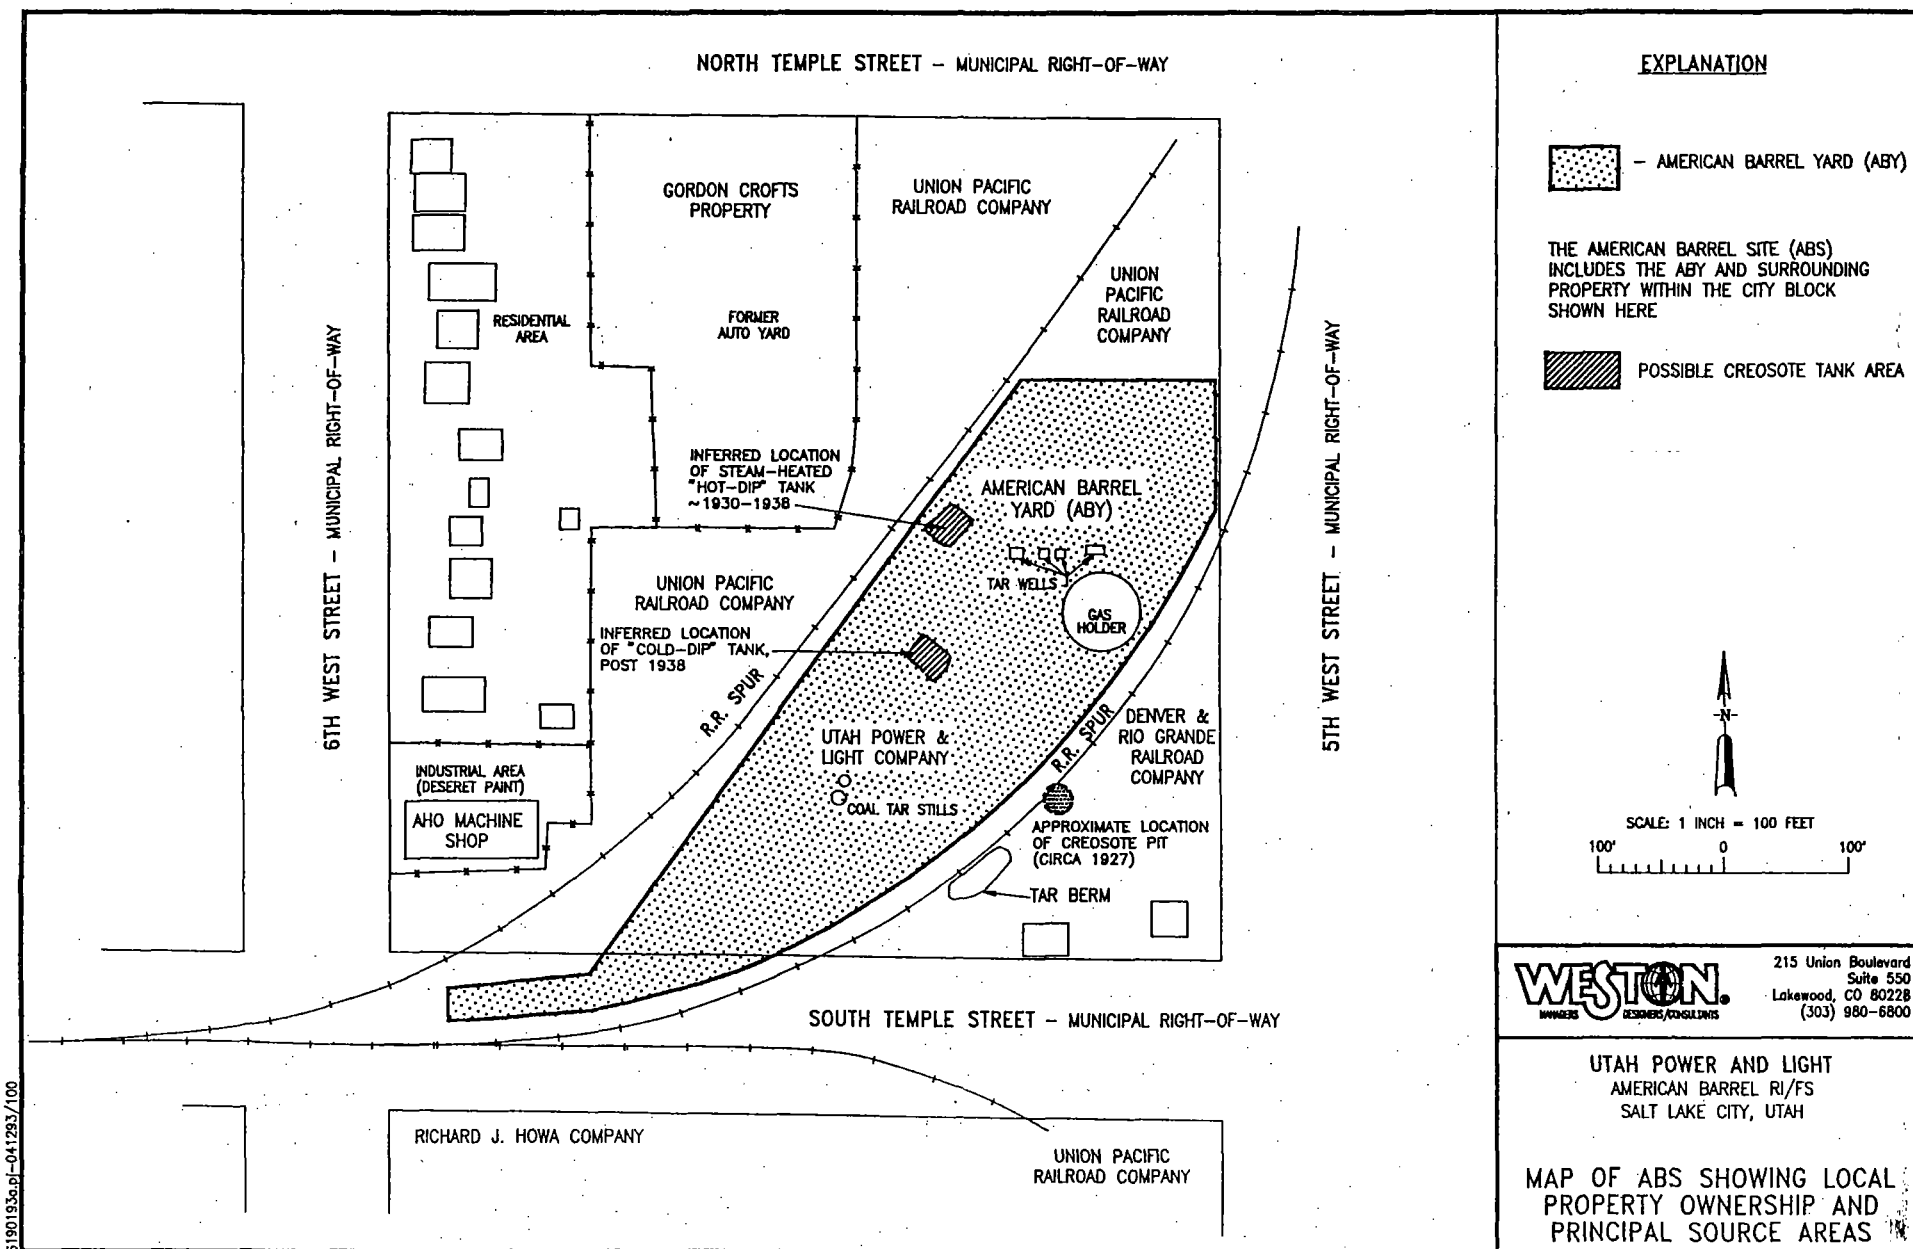 NORTH TEMPLE STREET – MUNICIPAL RIGHT-OF-WAY
GORDON CROFTS
PROPERTY
UNION PACIFIC
RAILROAD COMPANY
UNION
PACIFIC
RAILROAD
COMPANY
RESIDENTIAL
AREA
FORMER
AUTO YARD
6TH WEST STREET – MUNICIPAL RIGHT-OF-WAY
5TH WEST STREET – MUNICIPAL RIGHT-OF-WAY
INFERRED LOCATION
OF STEAM-HEATED
"HOT-DIP" TANK
~1930-1938
AMERICAN BARREL
YARD (ABY)
TAR WELLS
GAS
HOLDER
UNION PACIFIC
RAILROAD COMPANY
INFERRED LOCATION
OF "COLD-DIP" TANK,
POST 1938
R.R. SPUR
UTAH POWER &
LIGHT COMPANY
COAL TAR STILLS
R.R. SPUR
DENVER &
RIO GRANDE
RAILROAD
COMPANY
INDUSTRIAL AREA
(DESERET PAINT)
AHO MACHINE
SHOP
APPROXIMATE LOCATION
OF CREOSOTE PIT
(CIRCA 1927)
TAR BERM
SOUTH TEMPLE STREET – MUNICIPAL RIGHT-OF-WAY
RICHARD J. HOWA COMPANY
UNION PACIFIC
RAILROAD COMPANY
EXPLANATION
– AMERICAN BARREL YARD (ABY)
THE AMERICAN BARREL SITE (ABS)
INCLUDES THE ABY AND SURROUNDING
PROPERTY WITHIN THE CITY BLOCK
SHOWN HERE
POSSIBLE CREOSOTE TANK AREA
-N-
SCALE: 1 INCH = 100 FEET
100' 0 100'
WESTON.
MANAGERS DESIGNERS/CONSULTANTS
215 Union Boulevard
Suite 550
Lakewood, CO 80228
(303) 980-6800
UTAH POWER AND LIGHT
AMERICAN BARREL RI/FS
SALT LAKE CITY, UTAH
MAP OF ABS SHOWING LOCAL
PROPERTY OWNERSHIP AND
PRINCIPAL SOURCE AREAS